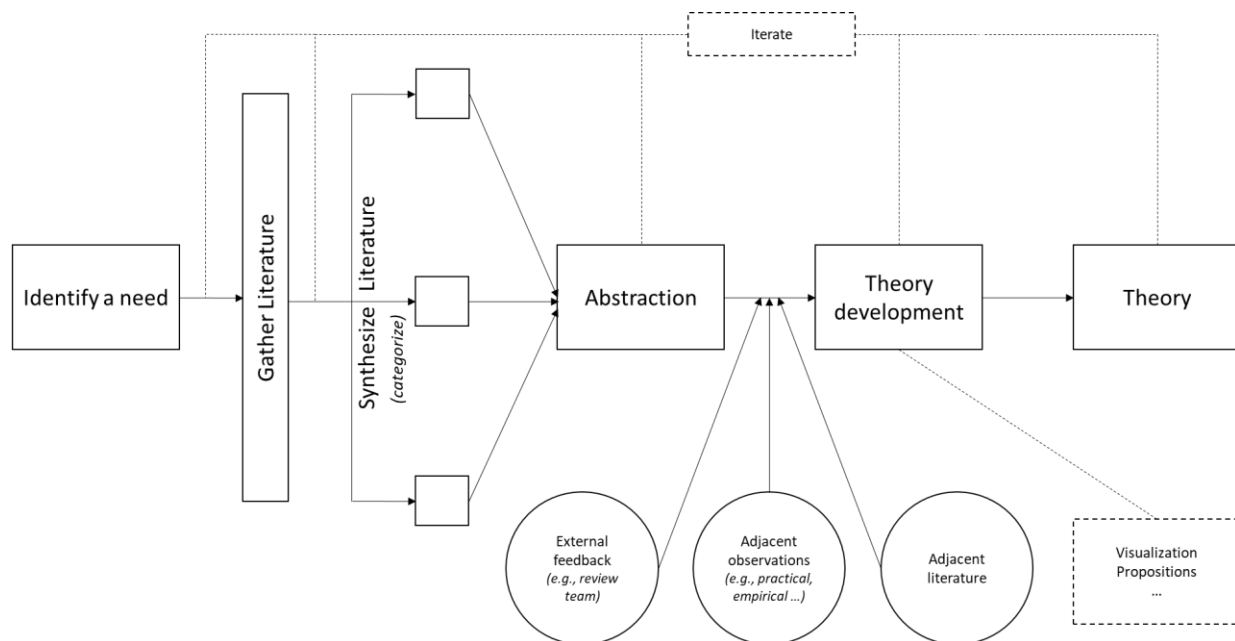 Iterate
Identify a need
Gather Literature
Synthesize Literature
(categorize)
Abstraction
Theory
development
Theory
External
feedback
(e.g., review
team)
Adjacent
observations
(e.g., practical,
empirical ...)
Adjacent
literature
Visualization
Propositions
...